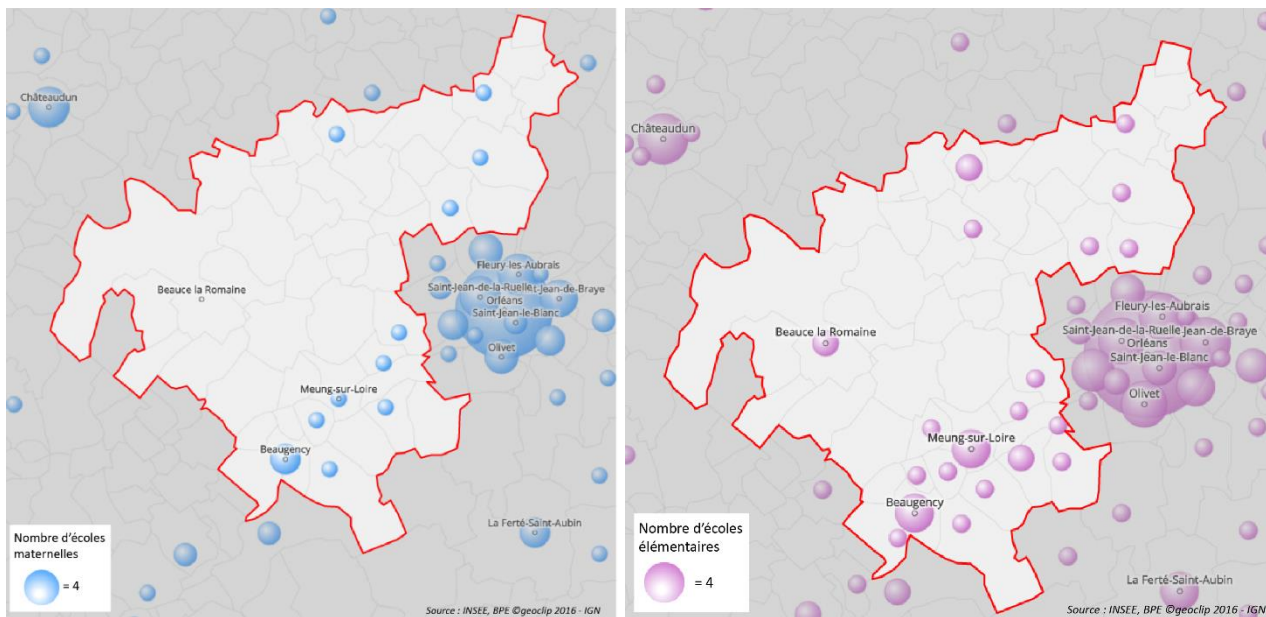 Châteaudun
Fleury-les-Aubrais
Saint-Jean-de-la-Ruelle
t-Jean-de-Braye
Orléans
Saint-Jean-le-Blanc
Olivet
Beauce la Romaine
Meung-sur-Loire
Beaugency
La Ferté-Saint-Aubin
Nombre d'écoles
maternelles
= 4
Source : INSEE, BPE ©geoclip 2016 - IGN
Châteaudun
Fleury-les-Aubrais
Saint-Jean-de-la-Ruelle
Jean-de-Braye
Orléans
Saint-Jean-le-Blanc
Olivet
Beauce la Romaine
Meung-sur-Loire
Beaugency
La Ferté-Saint-Aubin
Nombre d'écoles
élémentaires
= 4
Source : INSEE, BPE ©geoclip 2016 - IGN